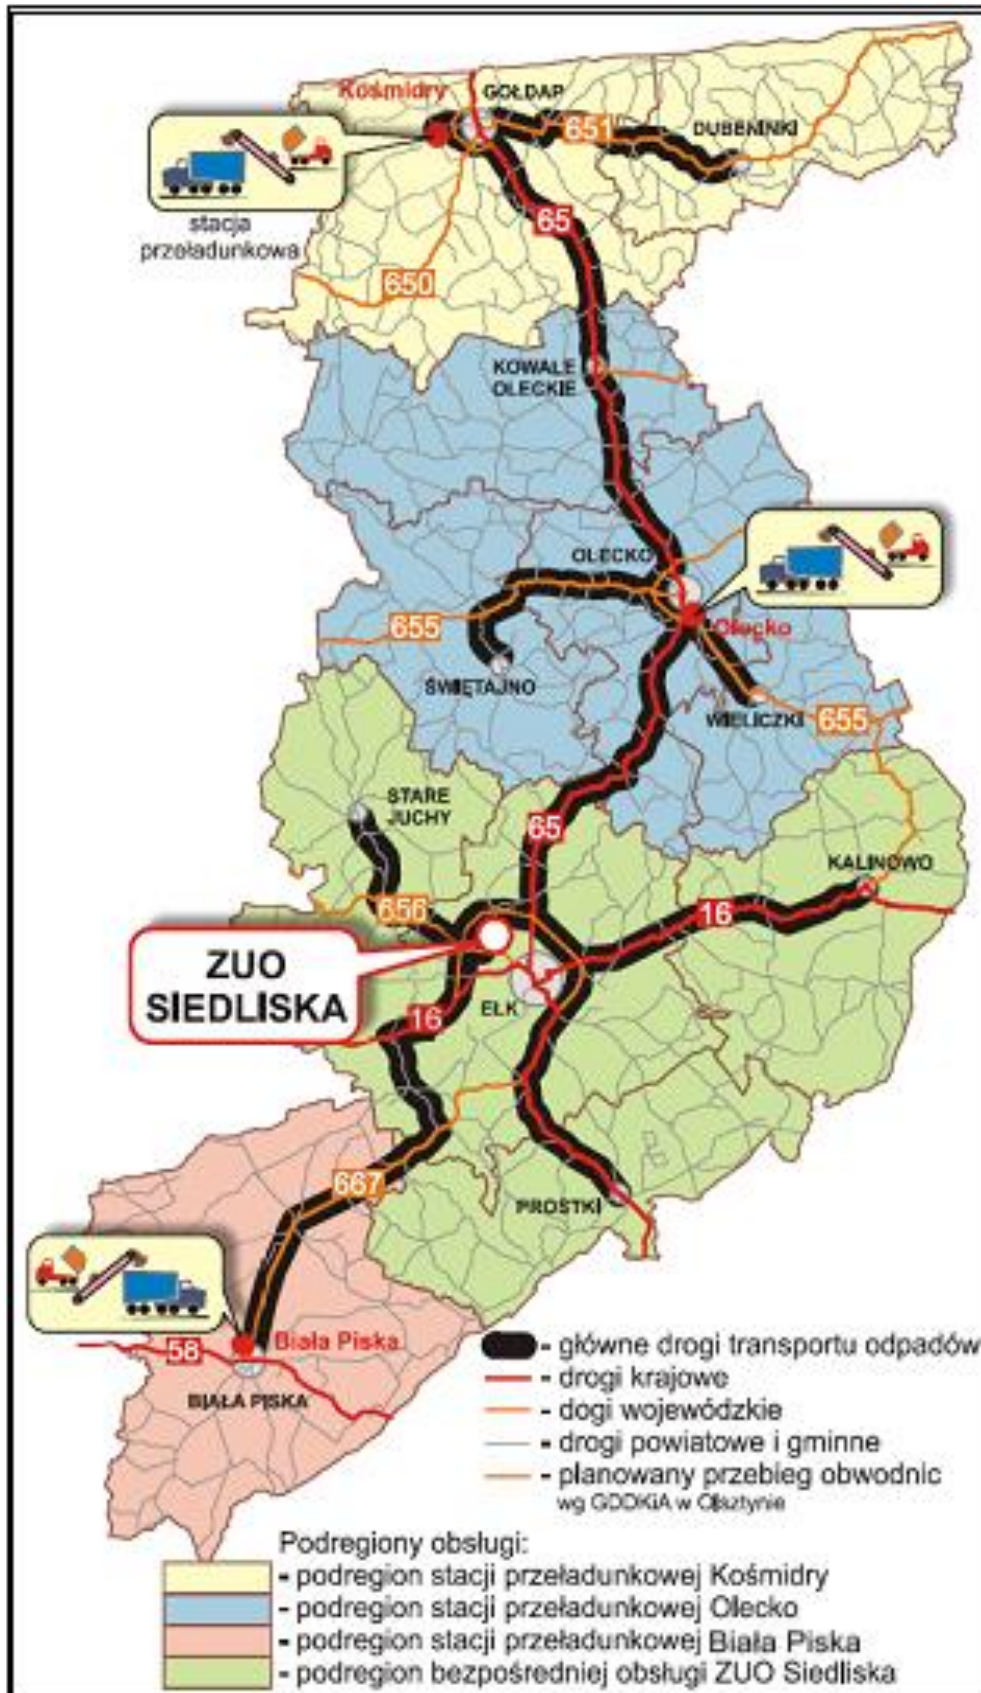 Kośmidry
GOŁDAP
651
DUBENINKI
stacja
przeładunkowa
65
650
KOWALE
OLECKIE
OLECKO
Olecko
655
ŚWIĘTAJNO
WIELICZKI
655
STARE
JUCHY
65
KALINOWO
656
16
ZUO
SIEDLISKA
EŁK
16
667
PROSTKI
58
Biała Piska
BIAŁA PISKA
- główne drogi transportu odpadów
- drogi krajowe
- dogi wojewódzkie
- drogi powiatowe i gminne
- planowany przebieg obwodnic
wg GDDKiA w Olsztynie
Podregiony obsługi:
- podregion stacji przeładunkowej Kośmidry
- podregion stacji przeładunkowej Olecko
- podregion stacji przeładunkowej Biała Piska
- podregion bezpośredniej obsługi ZUO Siedliska